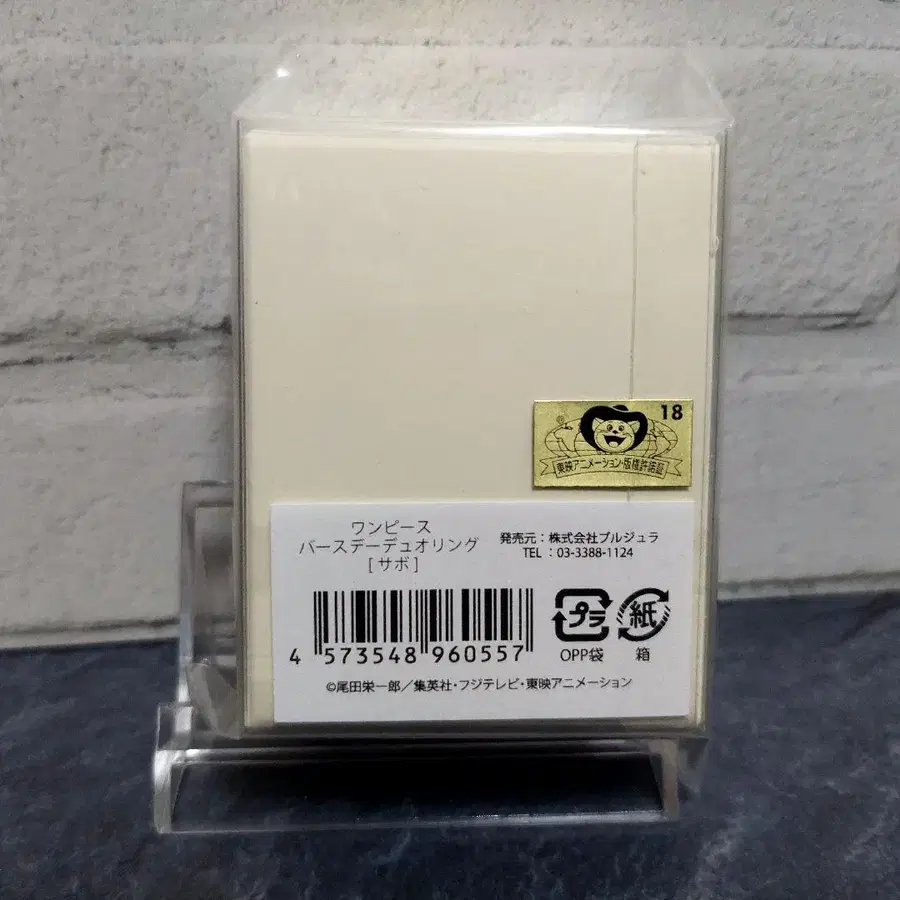 18
東映アニメーション・版権許諾証
ワンピース
バースデーデュオリング
[サボ]
発売元：株式会社プルジュラ
TEL：03-3388-1124
4 573548 960557
プラ
紙
OPP袋
箱
©尾田栄一郎／集英社・フジテレビ・東映アニメーション